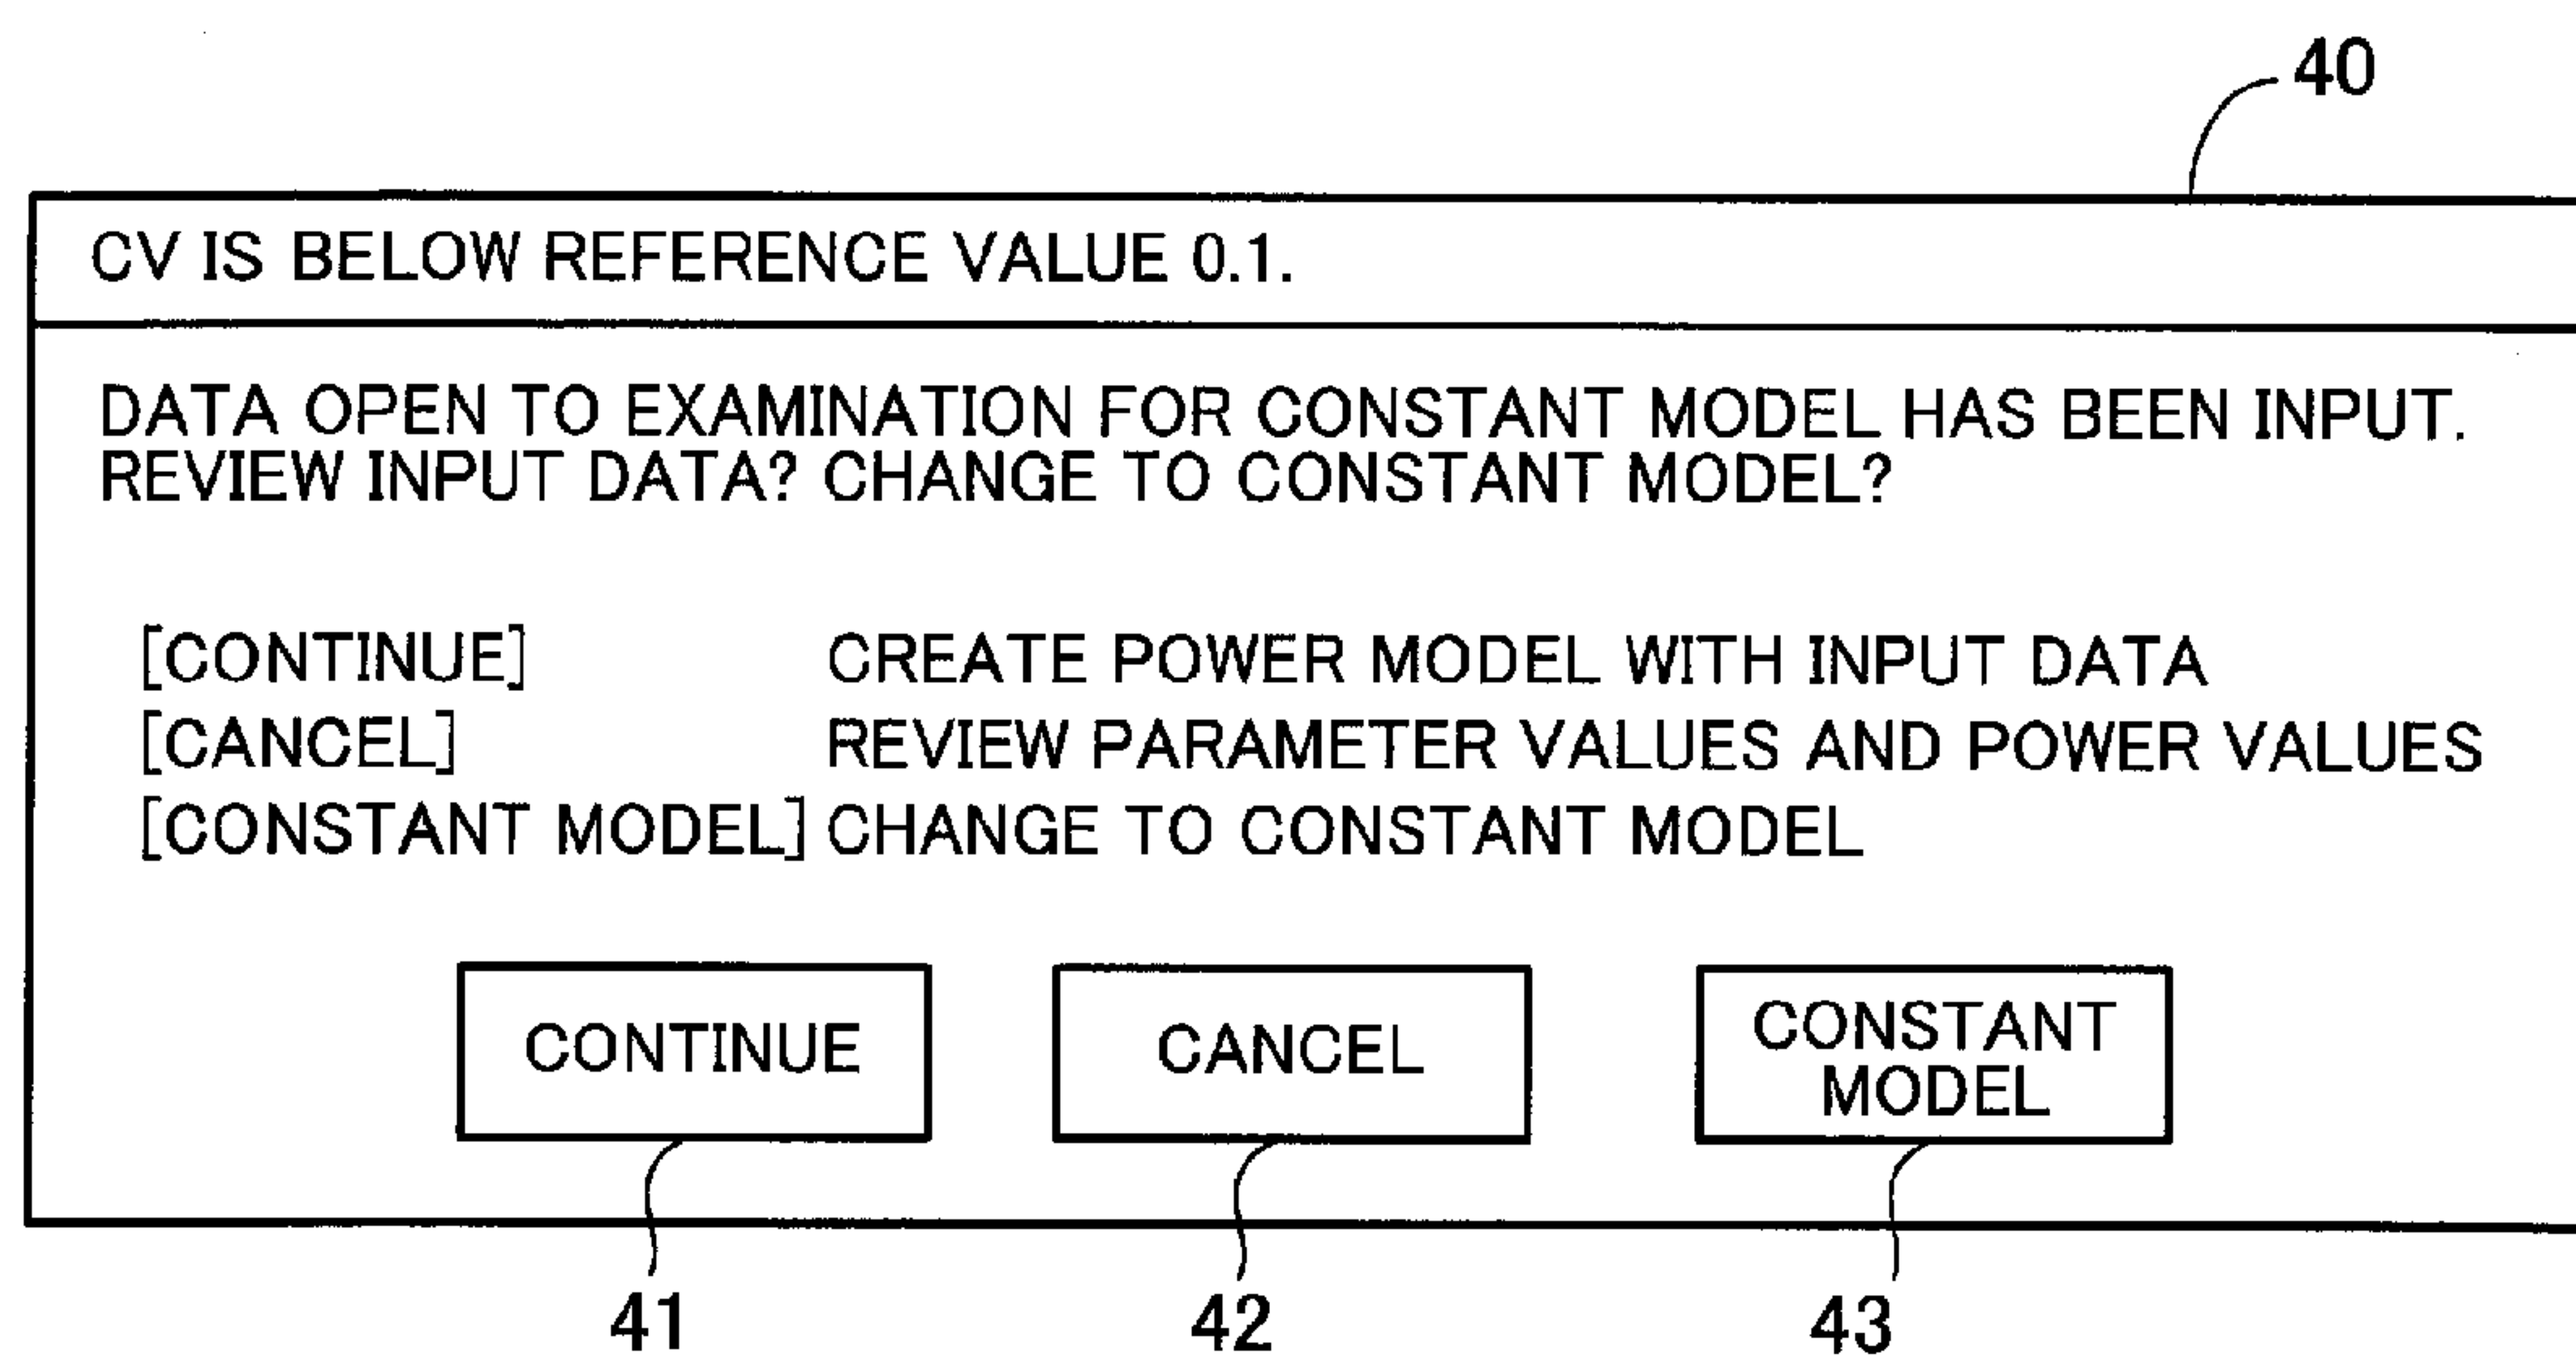 40
CV IS BELOW REFERENCE VALUE 0.1.
DATA OPEN TO EXAMINATION FOR CONSTANT MODEL HAS BEEN INPUT.
REVIEW INPUT DATA? CHANGE TO CONSTANT MODEL?
[CONTINUE] CREATE POWER MODEL WITH INPUT DATA
[CANCEL] REVIEW PARAMETER VALUES AND POWER VALUES
[CONSTANT MODEL] CHANGE TO CONSTANT MODEL
CONTINUE
CANCEL
CONSTANT
MODEL
41
42
43